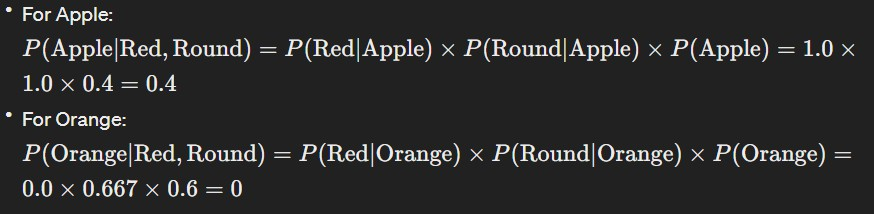 • For Apple:
P(Apple|Red, Round) = P(Red|Apple) × P(Round|Apple) × P(Apple) = 1.0 ×
1.0 × 0.4 = 0.4
• For Orange:
P(Orange|Red, Round) = P(Red|Orange) × P(Round|Orange) × P(Orange) =
0.0 × 0.667 × 0.6 = 0